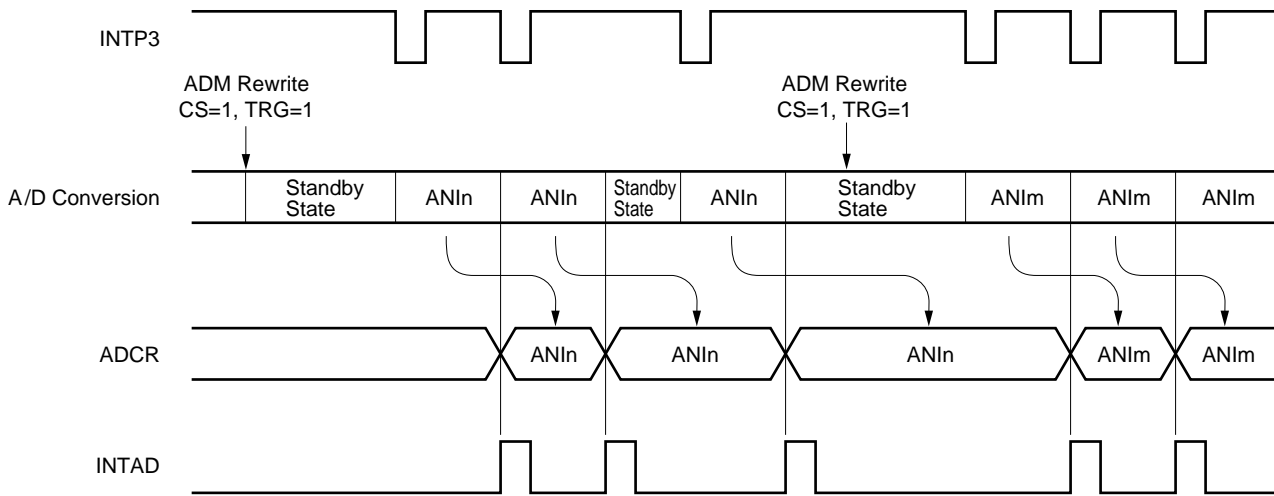 INTP3
ADM Rewrite
CS=1, TRG=1
ADM Rewrite
CS=1, TRG=1
A/D Conversion
Standby
State
ANIn
ANIn
Standby
State
ANIn
Standby
State
ANIm
ANIm
ANIm
ADCR
ANIn
ANIn
ANIn
ANIm
ANIm
INTAD